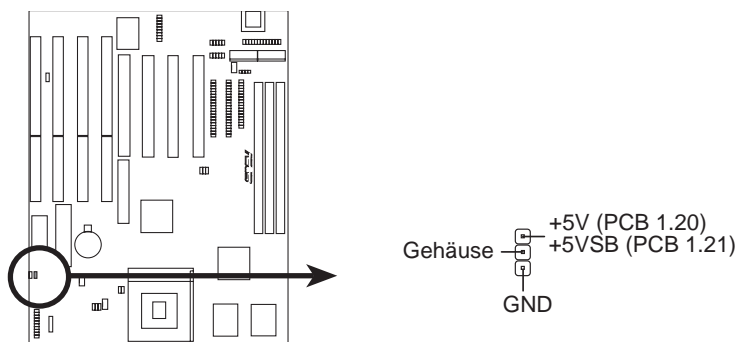 +5V (PCB 1.20)
Gehäuse
+5VSB (PCB 1.21)
GND